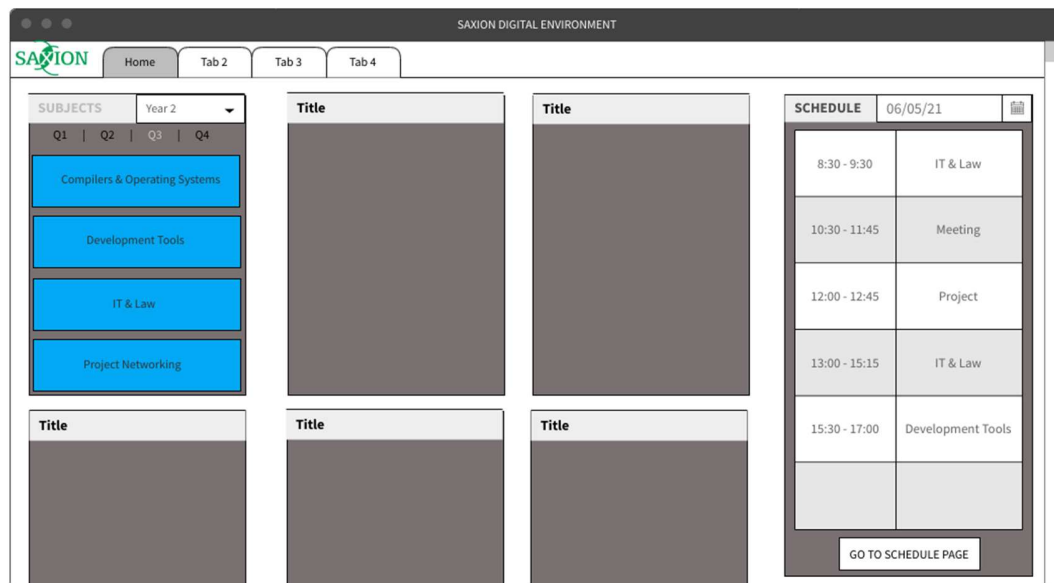 SAXION DIGITAL ENVIRONMENT
SAXION
Home
Tab 2
Tab 3
Tab 4
SUBJECTS
Year 2
Q1 | Q2 | Q3 | Q4
Compilers & Operating Systems
Development Tools
IT & Law
Project Networking
Title
Title
SCHEDULE
06/05/21
8:30 - 9:30 IT & Law
10:30 - 11:45 Meeting
12:00 - 12:45 Project
13:00 - 15:15 IT & Law
15:30 - 17:00 Development Tools
GO TO SCHEDULE PAGE
Title
Title
Title